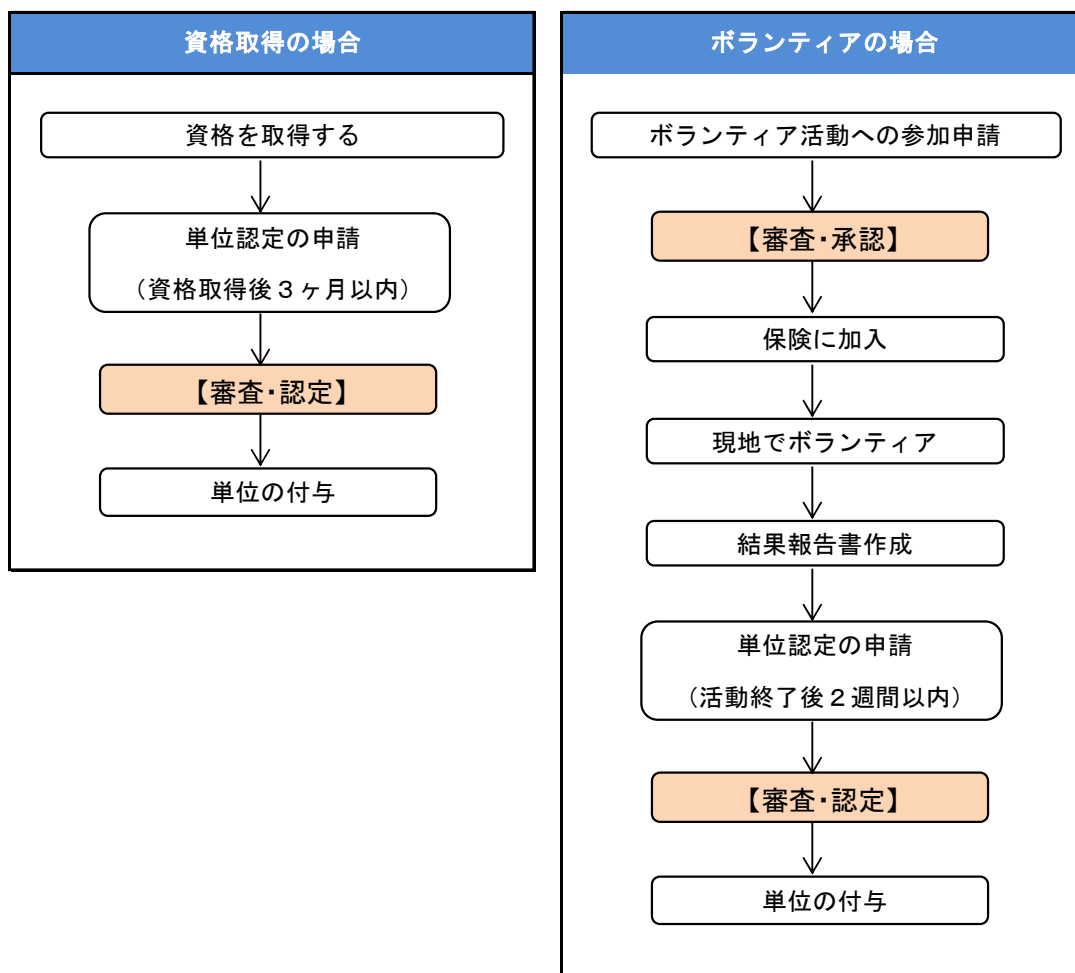 資格取得の場合
資格を取得する
単位認定の申請
（資格取得後３ヶ月以内）
【審査・認定】
単位の付与
ボランティアの場合
ボランティア活動への参加申請
【審査・承認】
保険に加入
現地でボランティア
結果報告書作成
単位認定の申請
（活動終了後２週間以内）
【審査・認定】
単位の付与